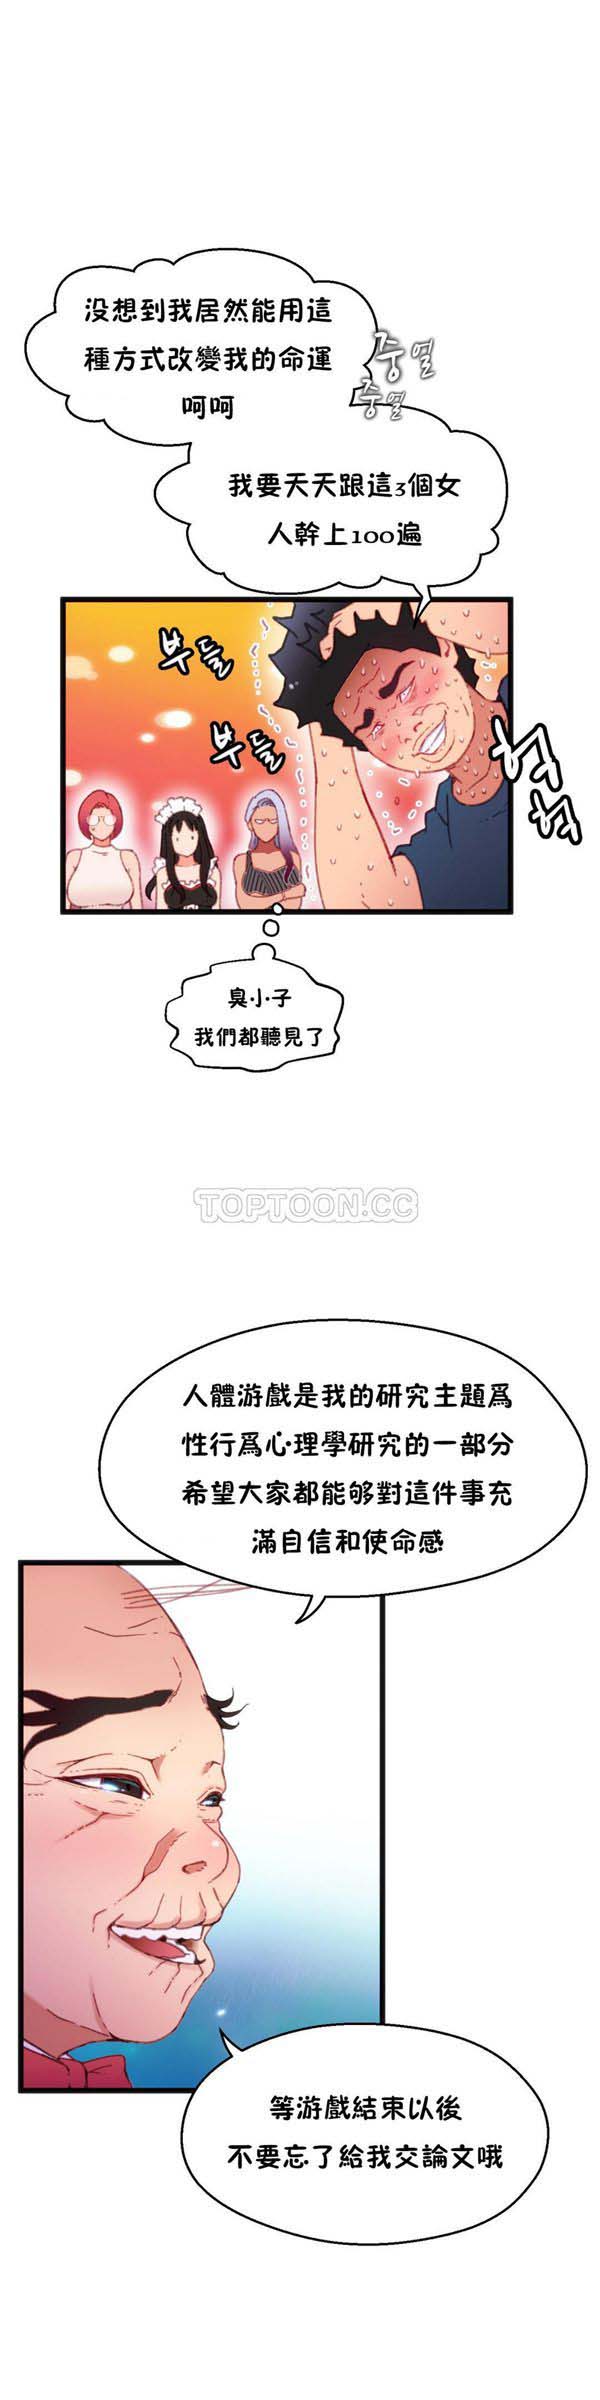 没想到我居然能用這
種方式改變我的命運
呵呵
중얼
중얼
我要天天跟這3個女
人幹上100遍
부들
부들
臭小子
我們都聽見了
TOPTOON.CC
人體游戲是我的研究主題爲
性行爲心理學研究的一部分
希望大家都能够對這件事充
滿自信和使命感
等游戲結束以後
不要忘了給我交論文哦